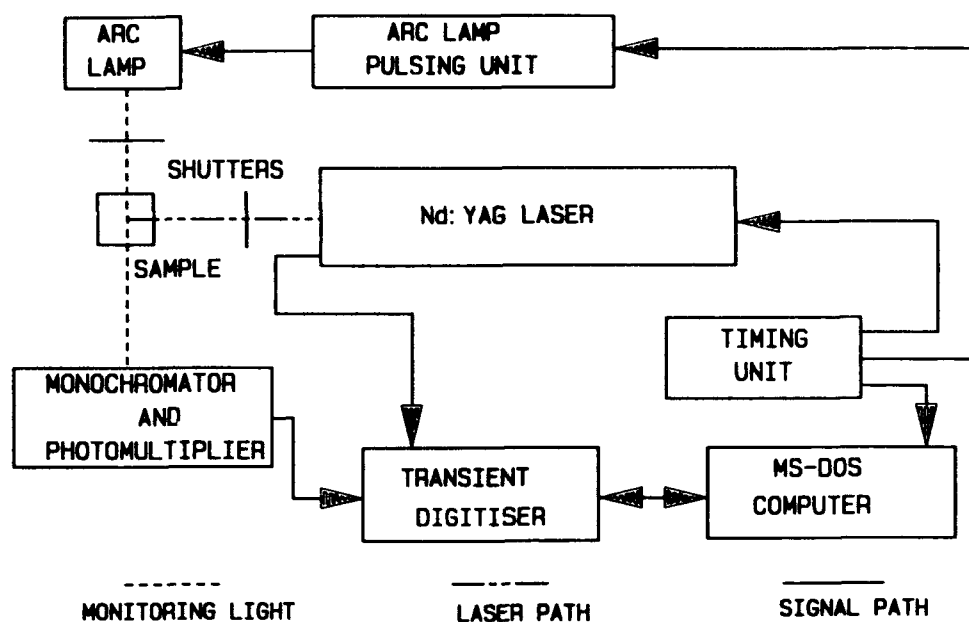 ARC
LAMP
ARC LAMP
PULSING UNIT
SHUTTERS
Nd: YAG LASER
SAMPLE
TIMING
UNIT
MONOCHROMATOR
AND
PHOTOMULTIPLIER
TRANSIENT
DIGITISER
MS-DOS
COMPUTER
MONITORING LIGHT
LASER PATH
SIGNAL PATH